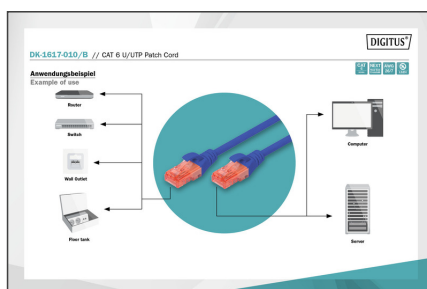 DIGITUS®
DK-1617-010/B // CAT 6 U/UTP Patch Cord
Anwendungsbeispiel
Example of use
Router
Switch
Wall Outlet
Floor tank
Computer
Server
CAT